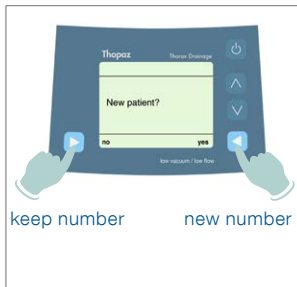 Thopaz Thorax Drainage
New patient?
no yes
low vacuum / low flow
keep number new number